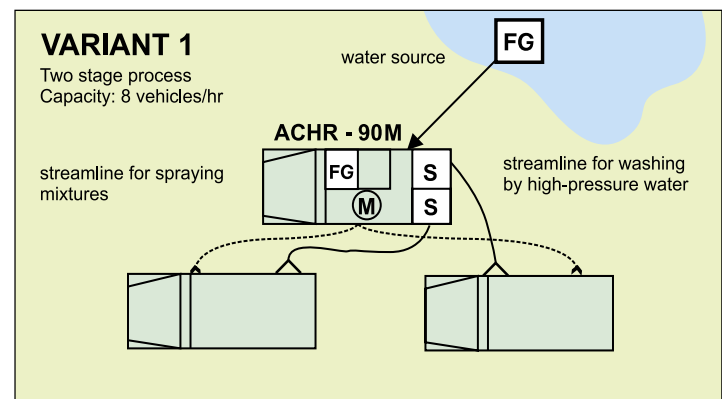 VARIANT 1
Two stage process
Capacity: 8 vehicles/hr
water source
FG
ACHR - 90M
streamline for spraying
mixtures
FG
S
M
S
streamline for washing
by high-pressure water